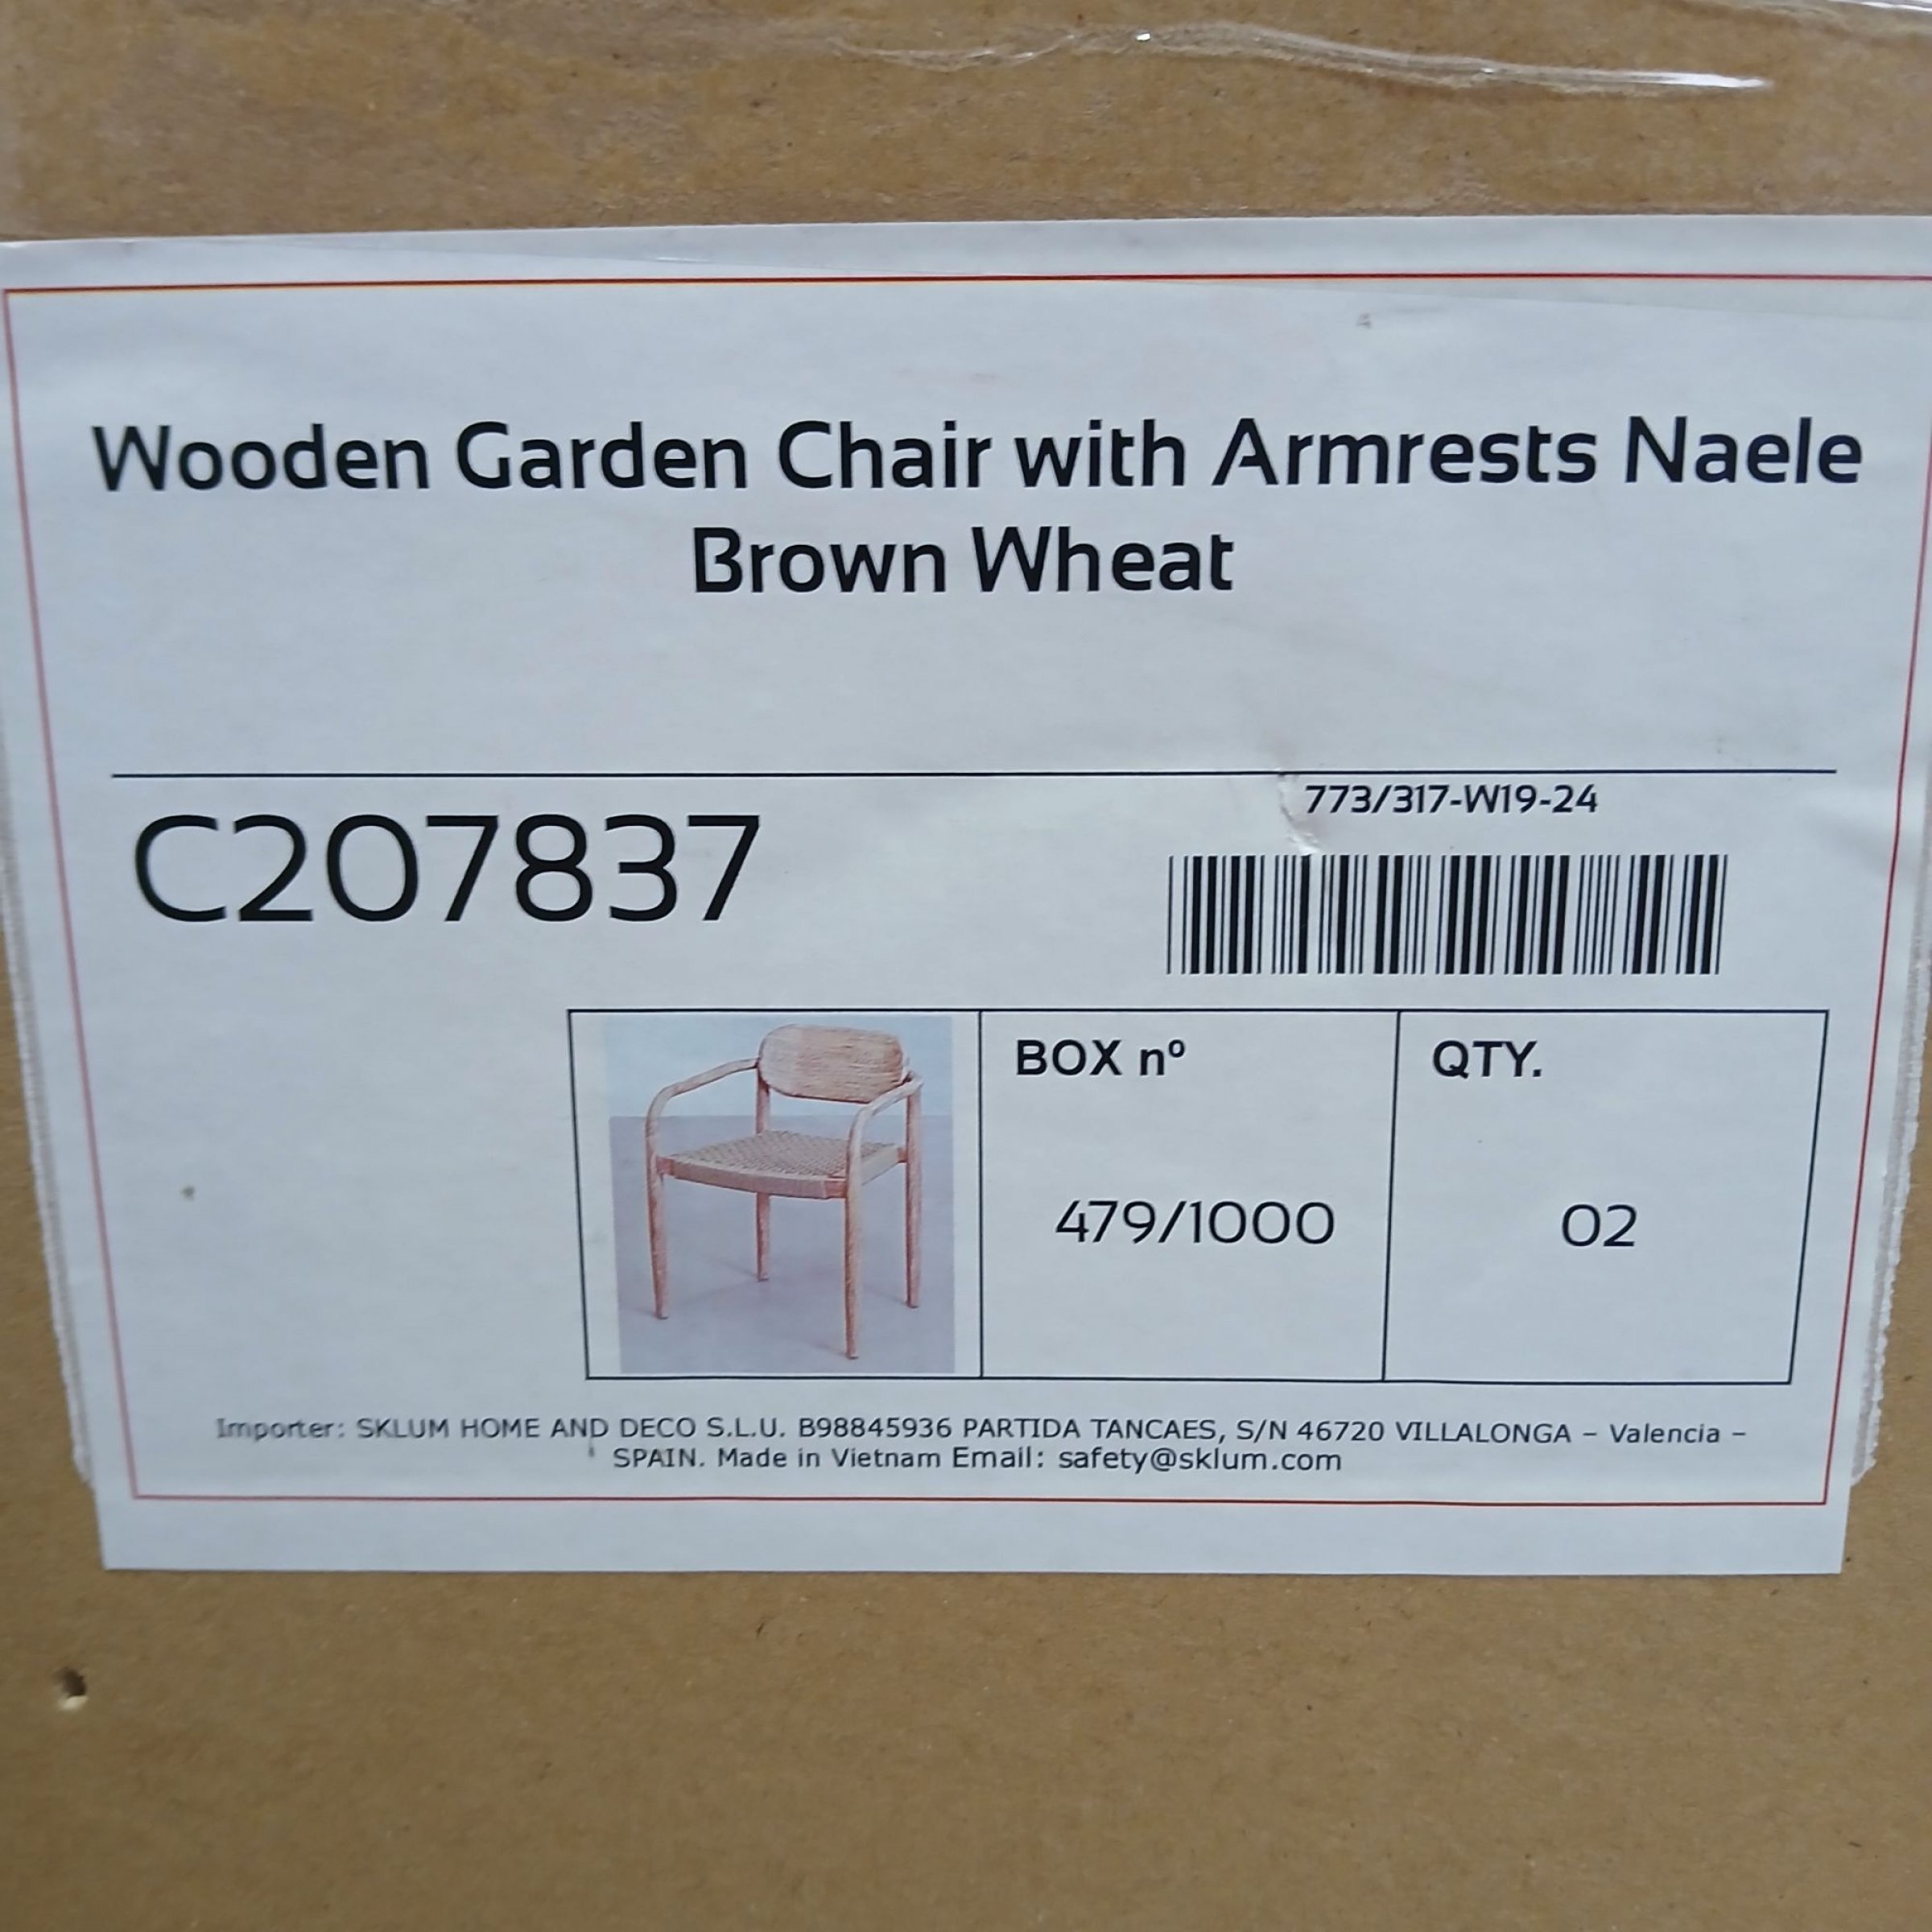 Wooden Garden Chair with Armrests Naele
Brown Wheat
C207837
773/317-W19-24
BOX nº
QTY.
479/1000
02
Importer: SKLUM HOME AND DECO S.L.U. B98845936 PARTIDA TANCAES, S/N 46720 VILLALONGA – Valencia –
SPAIN. Made in Vietnam Email: safety@sklum.com